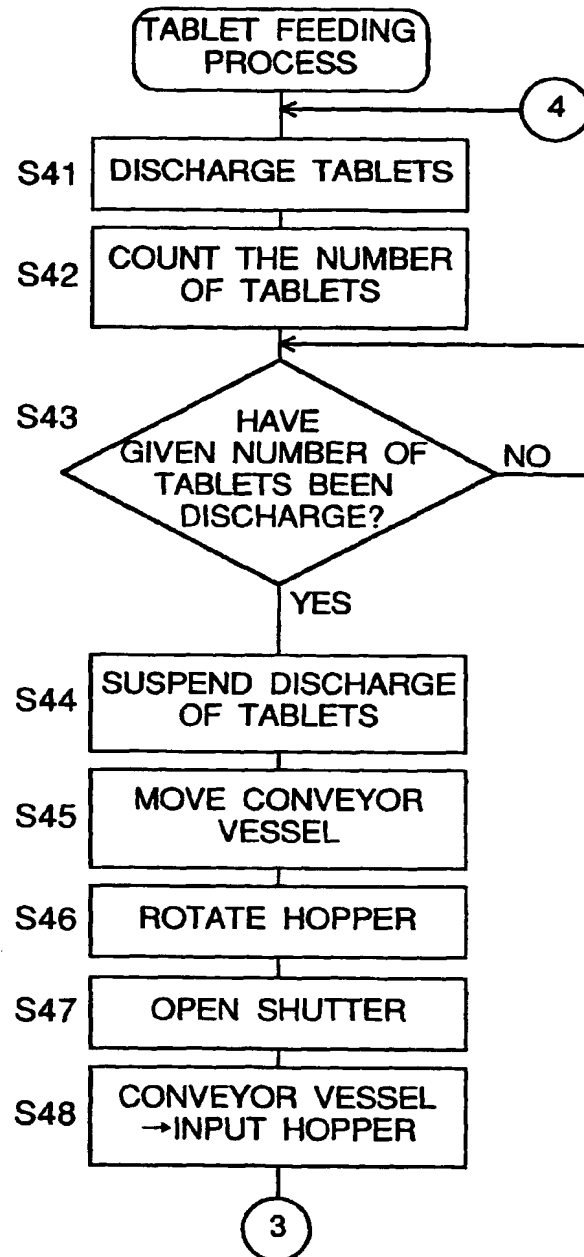 TABLET FEEDING
PROCESS
4
S41
DISCHARGE TABLETS
S42
COUNT THE NUMBER
OF TABLETS
S43
HAVE
GIVEN NUMBER OF
TABLETS BEEN
DISCHARGE?
NO
YES
S44
SUSPEND DISCHARGE
OF TABLETS
S45
MOVE CONVEYOR
VESSEL
S46
ROTATE HOPPER
S47
OPEN SHUTTER
S48
CONVEYOR VESSEL
→INPUT HOPPER
3